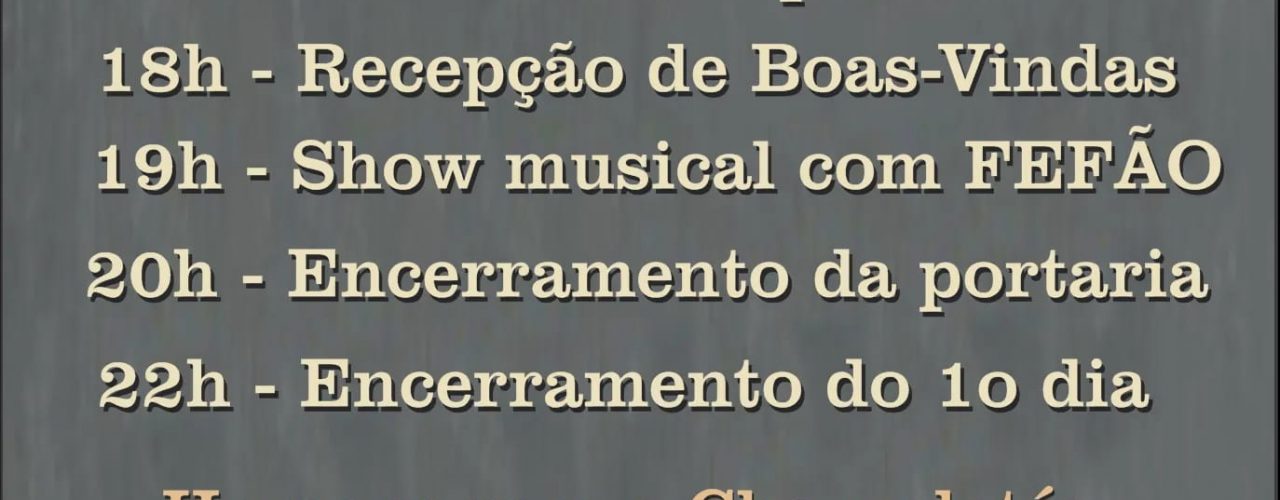 18h - Recepção de Boas-Vindas
19h - Show musical com FEFÃO
20h - Encerramento da portaria
22h - Encerramento do 1o dia